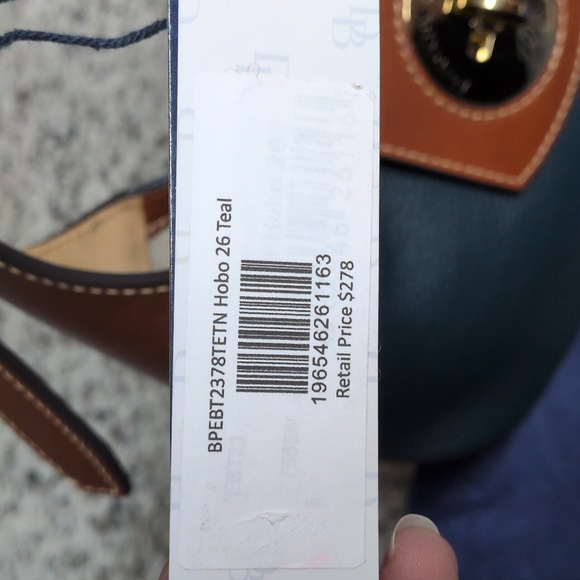 BPEBT2378TETN Hobo 26 Teal
196546261163
Retail Price $278